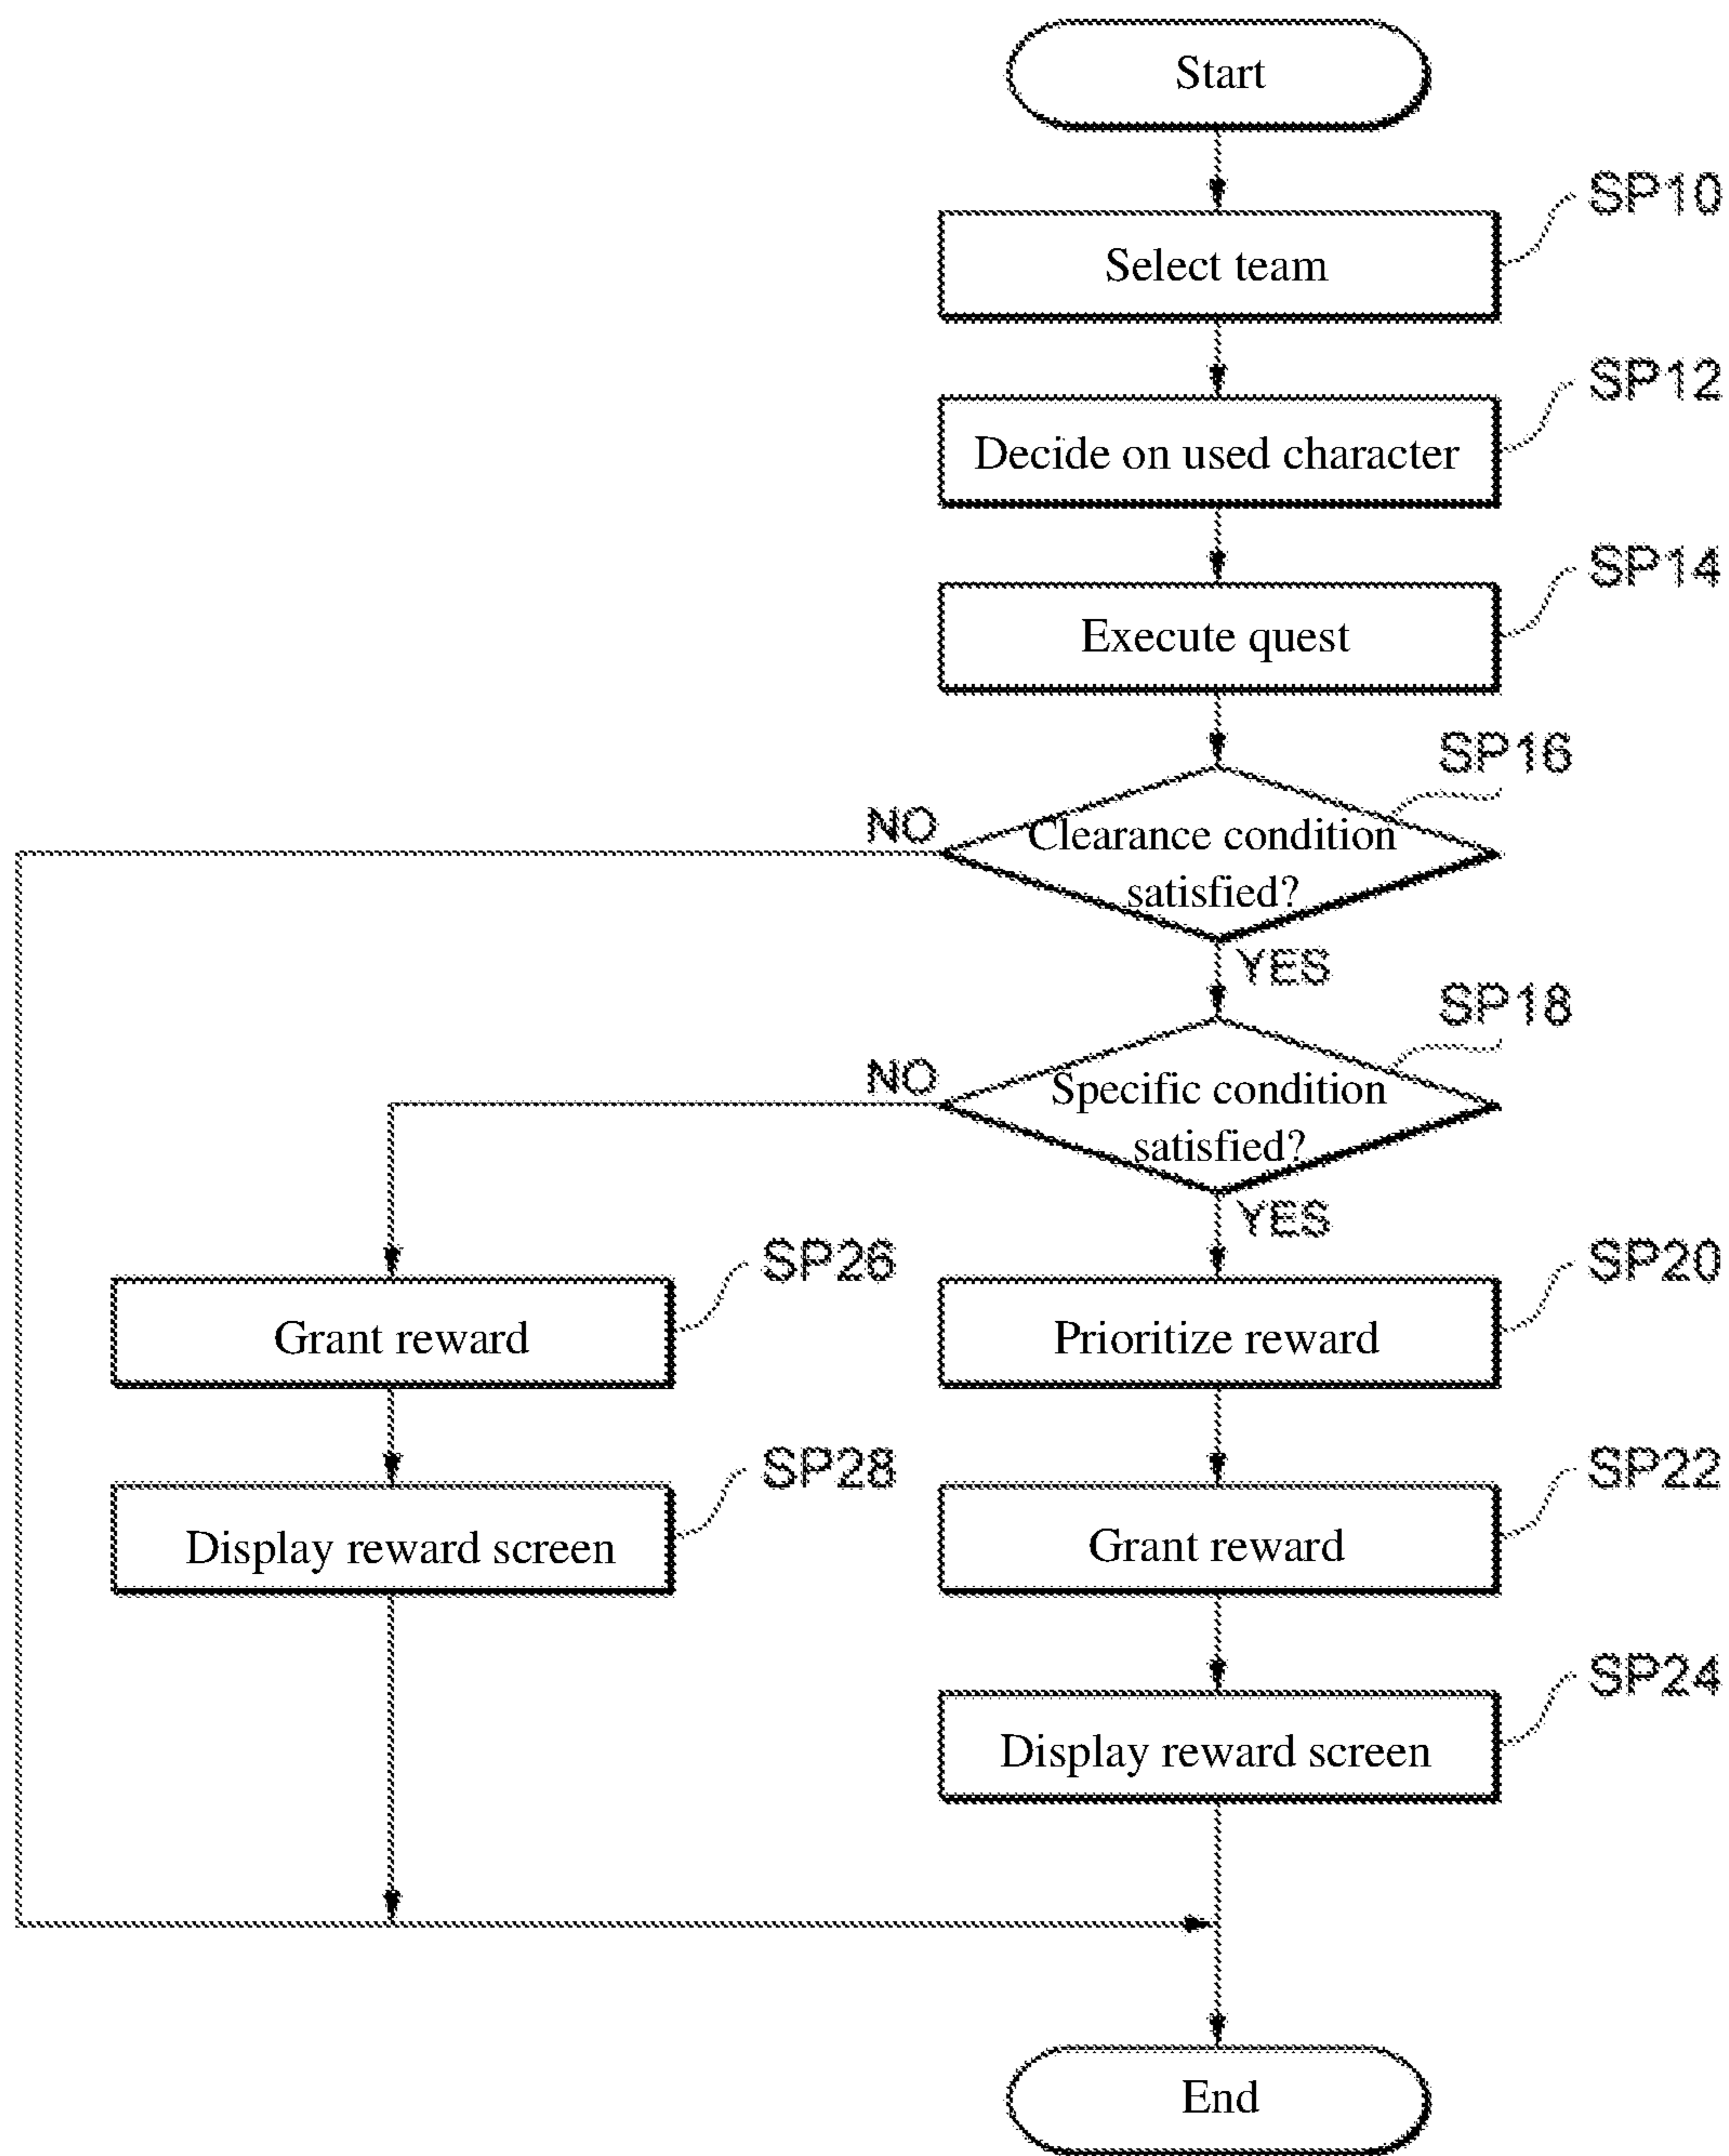 Start
SP10
Select team
SP12
Decide on used character
SP14
Execute quest
SP16
NO
Clearance condition
satisfied?
YES
SP18
NO
Specific condition
satisfied?
YES
SP26
SP20
Grant reward
Prioritize reward
SP28
SP22
Display reward screen
Grant reward
SP24
Display reward screen
End